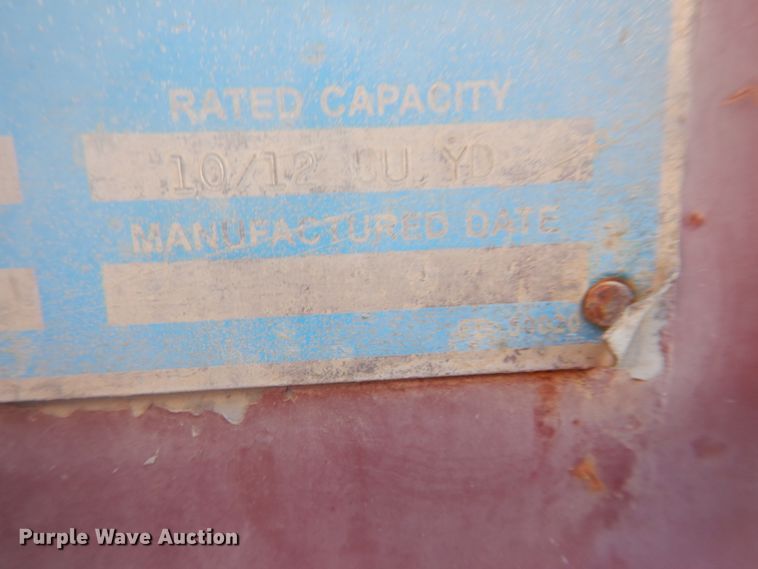 RATED CAPACITY
10/12 CU YD
MANUFACTURED DATE
Purple Wave Auction